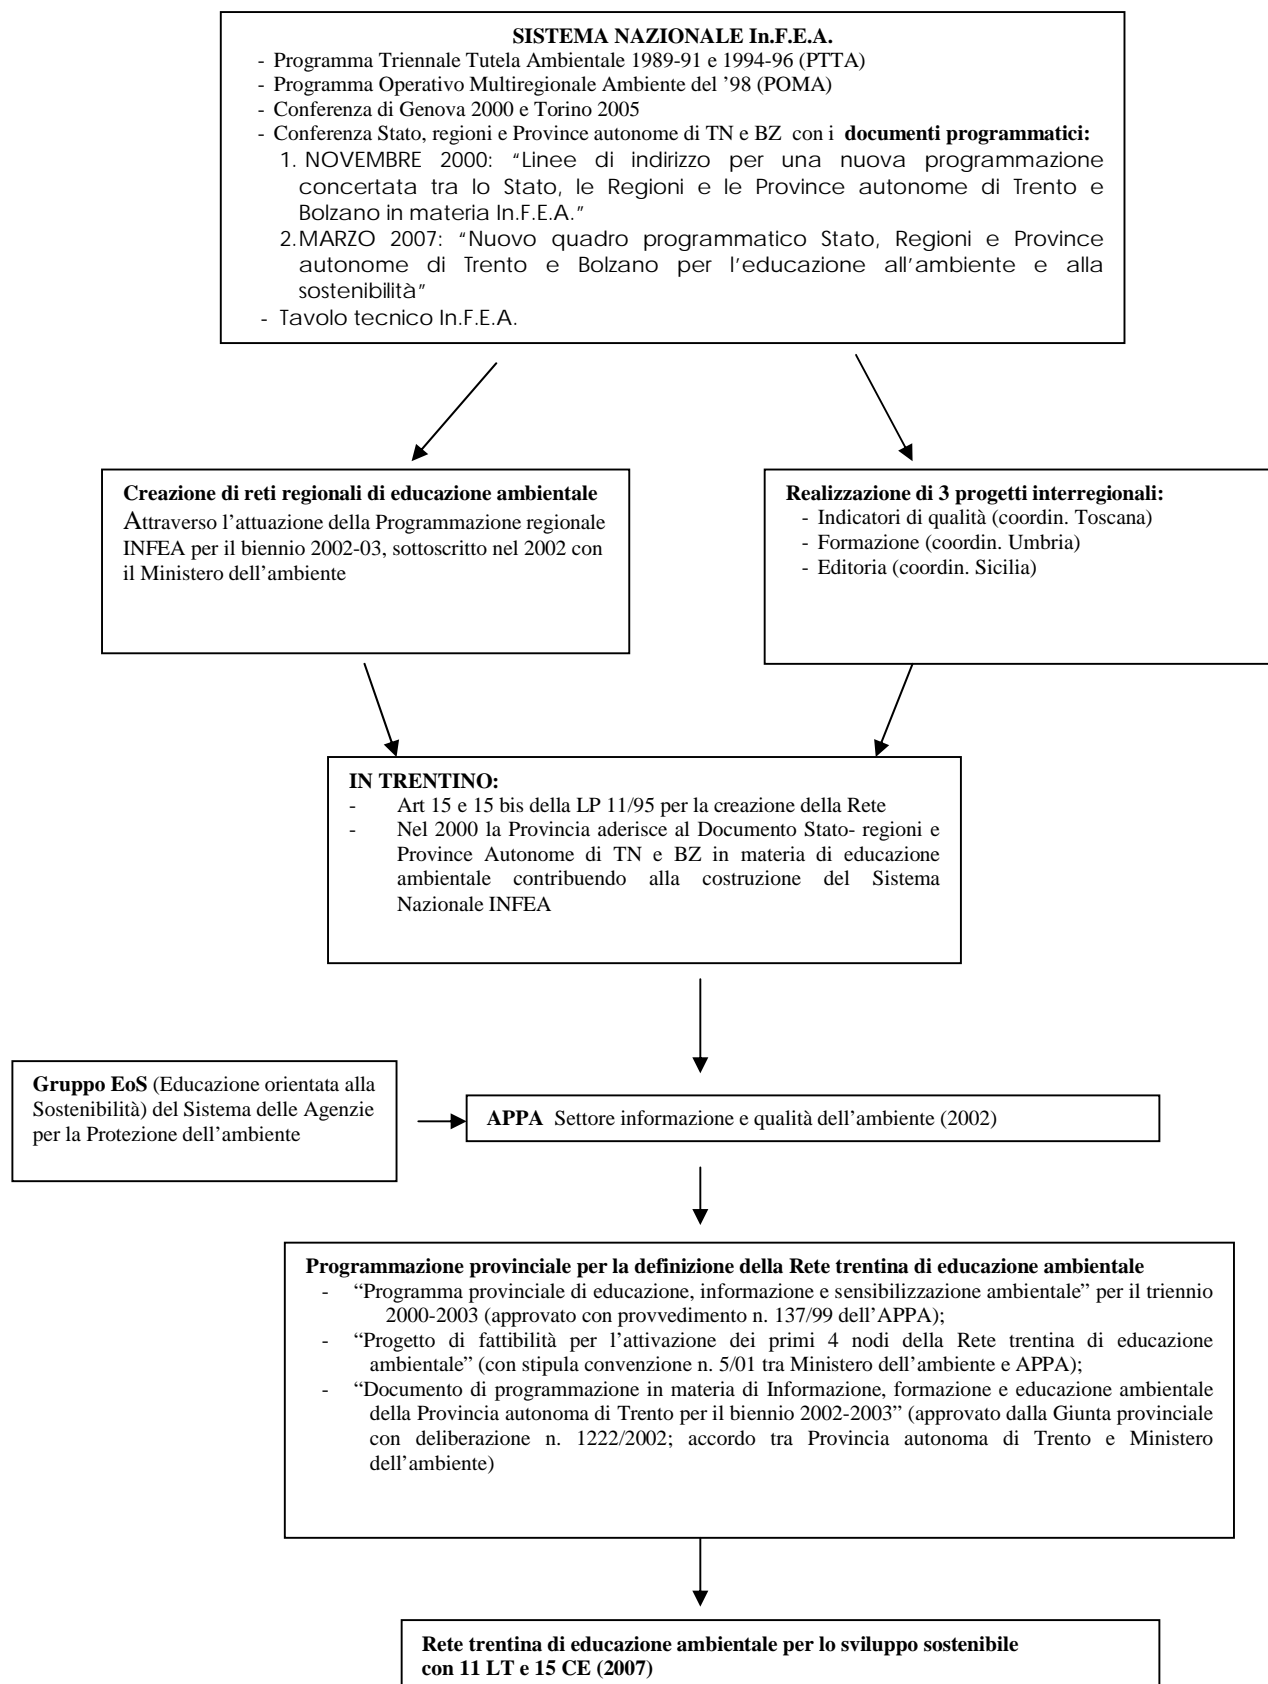 SISTEMA NAZIONALE In.F.E.A.
- Programma Triennale Tutela Ambientale 1989-91 e 1994-96 (PTTA)
- Programma Operativo Multiregionale Ambiente del ’98 (POMA)
- Conferenza di Genova 2000 e Torino 2005
- Conferenza Stato, regioni e Province autonome di TN e BZ con i documenti programmatici:
1. NOVEMBRE 2000: “Linee di indirizzo per una nuova programmazione
concertata tra lo Stato, le Regioni e le Province autonome di Trento e
Bolzano in materia In.F.E.A.”
2.MARZO 2007: “Nuovo quadro programmatico Stato, Regioni e Province
autonome di Trento e Bolzano per l’educazione all’ambiente e alla
sostenibilità”
- Tavolo tecnico In.F.E.A.
Creazione di reti regionali di educazione ambientale
Attraverso l’attuazione della Programmazione regionale
INFEA per il biennio 2002-03, sottoscritto nel 2002 con
il Ministero dell’ambiente
Realizzazione di 3 progetti interregionali:
- Indicatori di qualità (coordin. Toscana)
- Formazione (coordin. Umbria)
- Editoria (coordin. Sicilia)
IN TRENTINO:
- Art 15 e 15 bis della LP 11/95 per la creazione della Rete
- Nel 2000 la Provincia aderisce al Documento Stato- regioni e
Province Autonome di TN e BZ in materia di educazione
ambientale contribuendo alla costruzione del Sistema
Nazionale INFEA
Gruppo EoS (Educazione orientata alla
Sostenibilità) del Sistema delle Agenzie
per la Protezione dell’ambiente
APPA Settore informazione e qualità dell’ambiente (2002)
Programmazione provinciale per la definizione della Rete trentina di educazione ambientale
- “Programma provinciale di educazione, informazione e sensibilizzazione ambientale” per il triennio
2000-2003 (approvato con provvedimento n. 137/99 dell’APPA);
- “Progetto di fattibilità per l’attivazione dei primi 4 nodi della Rete trentina di educazione
ambientale” (con stipula convenzione n. 5/01 tra Ministero dell’ambiente e APPA);
- “Documento di programmazione in materia di Informazione, formazione e educazione ambientale
della Provincia autonoma di Trento per il biennio 2002-2003” (approvato dalla Giunta provinciale
con deliberazione n. 1222/2002; accordo tra Provincia autonoma di Trento e Ministero
dell’ambiente)
Rete trentina di educazione ambientale per lo sviluppo sostenibile
con 11 LT e 15 CE (2007)